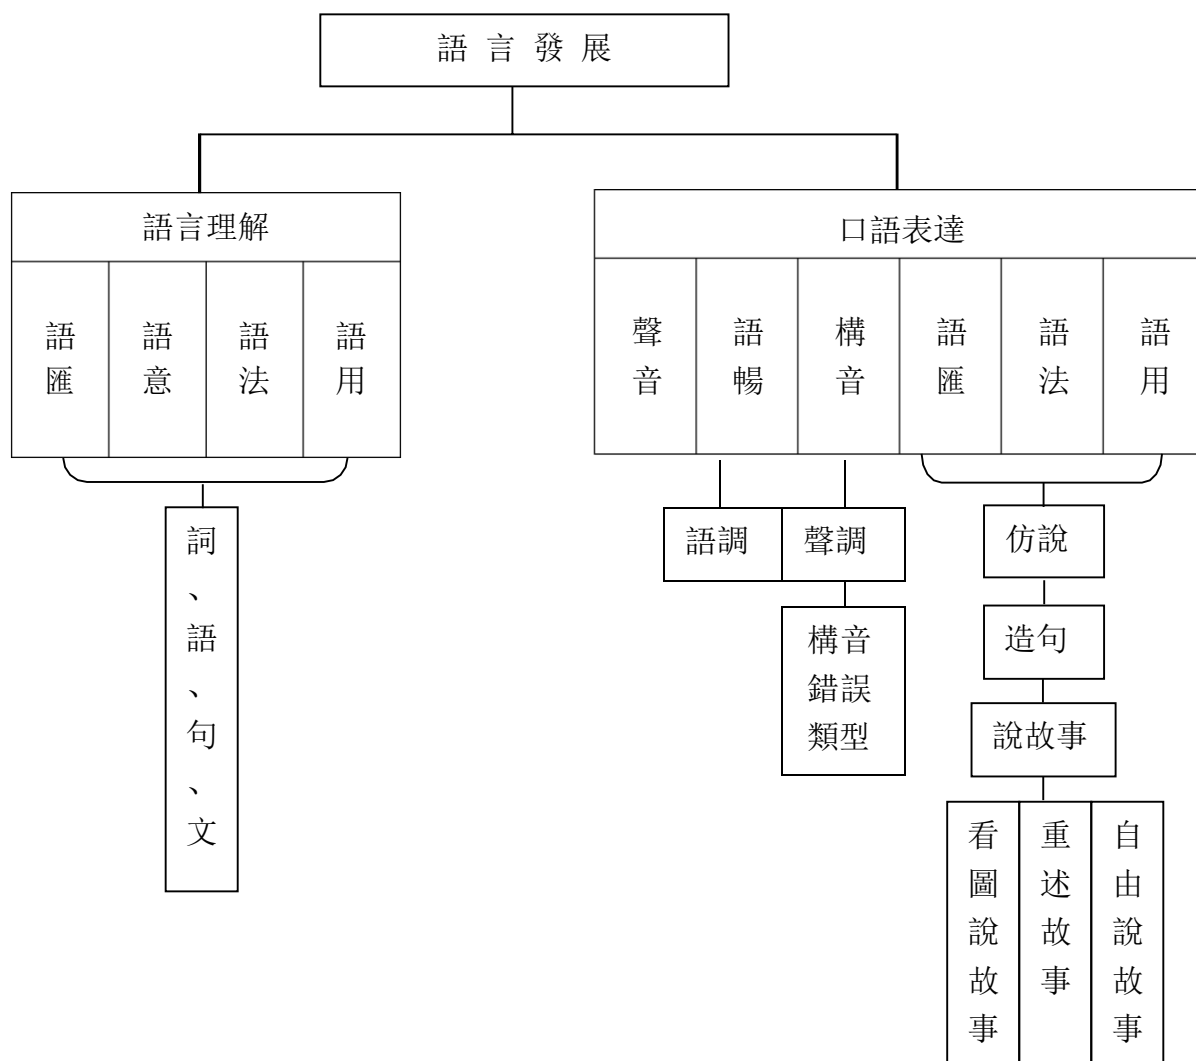 語言發展
語言理解
語匯
語意
語法
語用
詞、語、句、文
口語表達
聲音
語暢
構音
語匯
語法
語用
語調
聲調
構音
錯誤
類型
仿說
造句
說故事
看圖說故事
重述故事
自由說故事